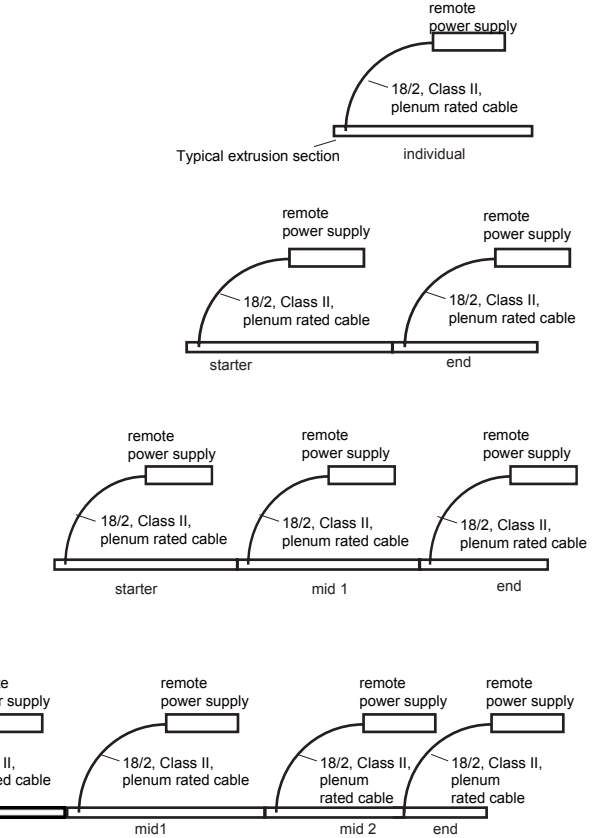 remote
power supply
18/2, Class II,
plenum rated cable
Typical extrusion section
individual
remote
power supply
remote
power supply
18/2, Class II,
plenum rated cable
18/2, Class II,
plenum rated cable
starter
end
remote
power supply
remote
power supply
remote
power supply
18/2, Class II,
plenum rated cable
18/2, Class II,
plenum rated cable
18/2, Class II,
plenum rated cable
starter
mid 1
end
supply
remote
power supply
remote
power supply
remote
power supply
II,
cable
18/2, Class II,
plenum rated cable
18/2, Class II,
plenum
rated cable
18/2, Class II,
plenum
rated cable
mid1
mid 2
end